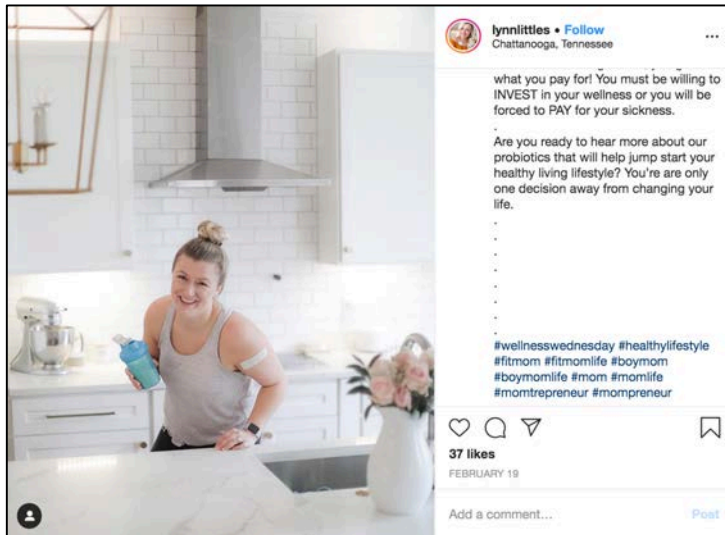 lynnlittles • Follow
Chattanooga, Tennessee
what you pay for! You must be willing to
INVEST in your wellness or you will be
forced to PAY for your sickness.
.
Are you ready to hear more about our
probiotics that will help jump start your
healthy living lifestyle? You're are only
one decision away from changing your
life.
.
.
.
.
.
.
.
#wellnesswednesday #healthylifestyle
#fitmom #fitmomlife #boymom
#boymomlife #mom #momlife
#momtrepreneur #mompreneur
37 likes
FEBRUARY 19
Add a comment...
Post